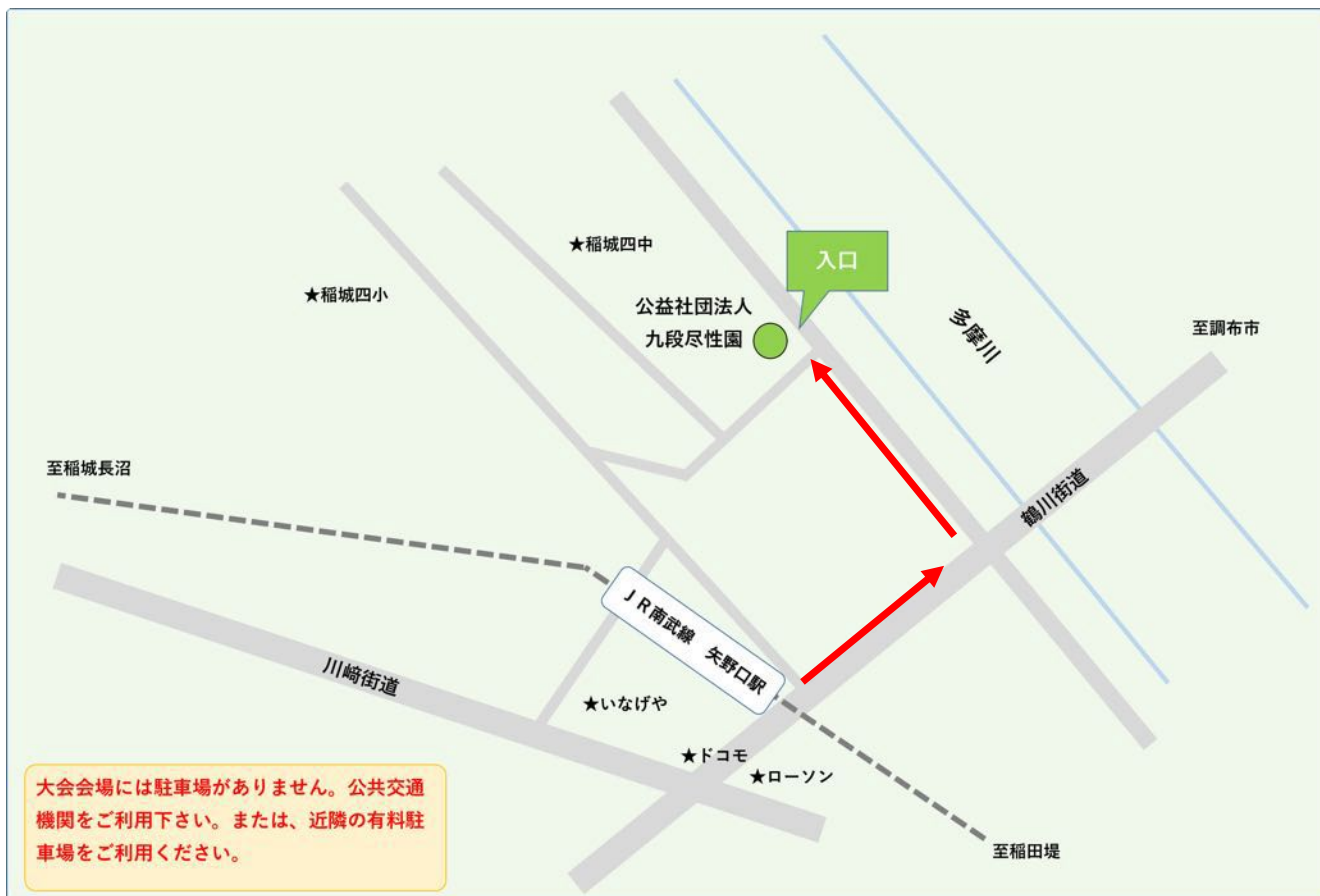 ★稲城四中
入口
★稲城四小
公益社団法人
九段尽性園
多摩川
至調布市
至稲城長沼
鶴川街道
ＪＲ南武線　矢野口駅
川﨑街道
★いなげや
★ドコモ
★ローソン
大会会場には駐車場がありません。公共交通
機関をご利用下さい。または、近隣の有料駐
車場をご利用ください。
至稲田堤